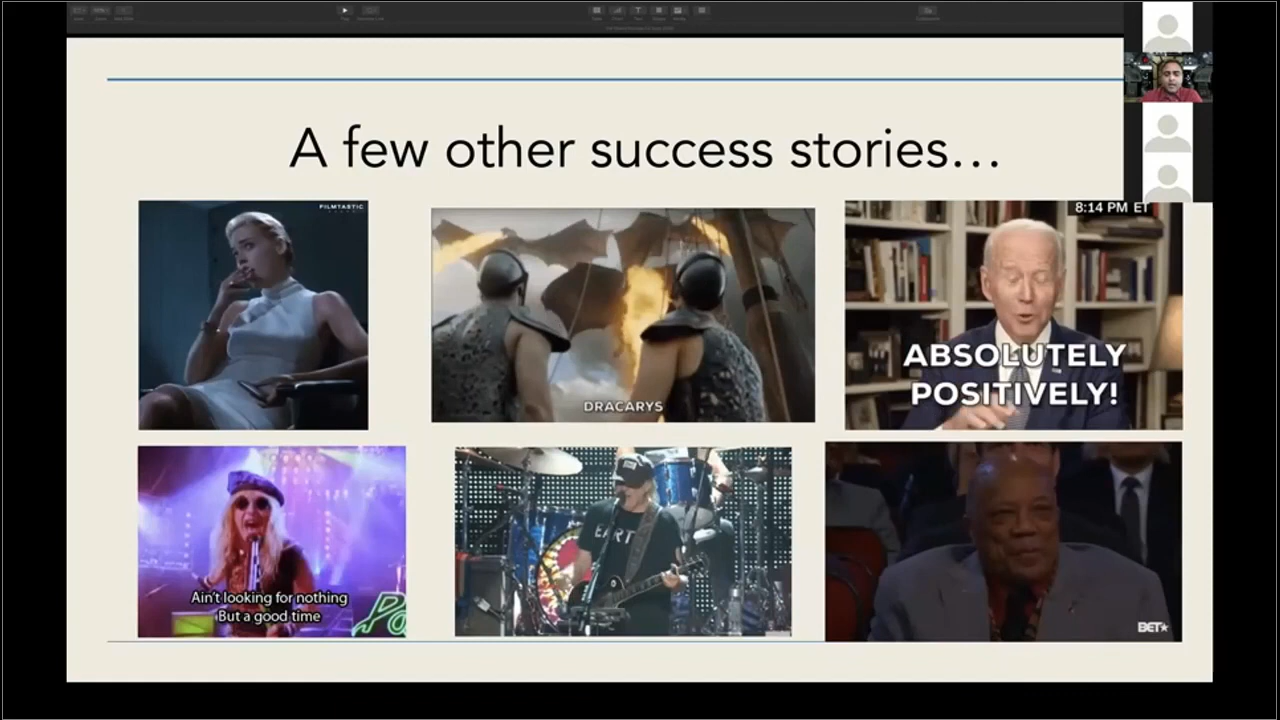 A few other success stories...
FILMTASTIC
DRACARYS
8:14 PM ET
ABSOLUTELY
POSITIVELY!
Ain't looking for nothing
But a good time
EARTH
BET★